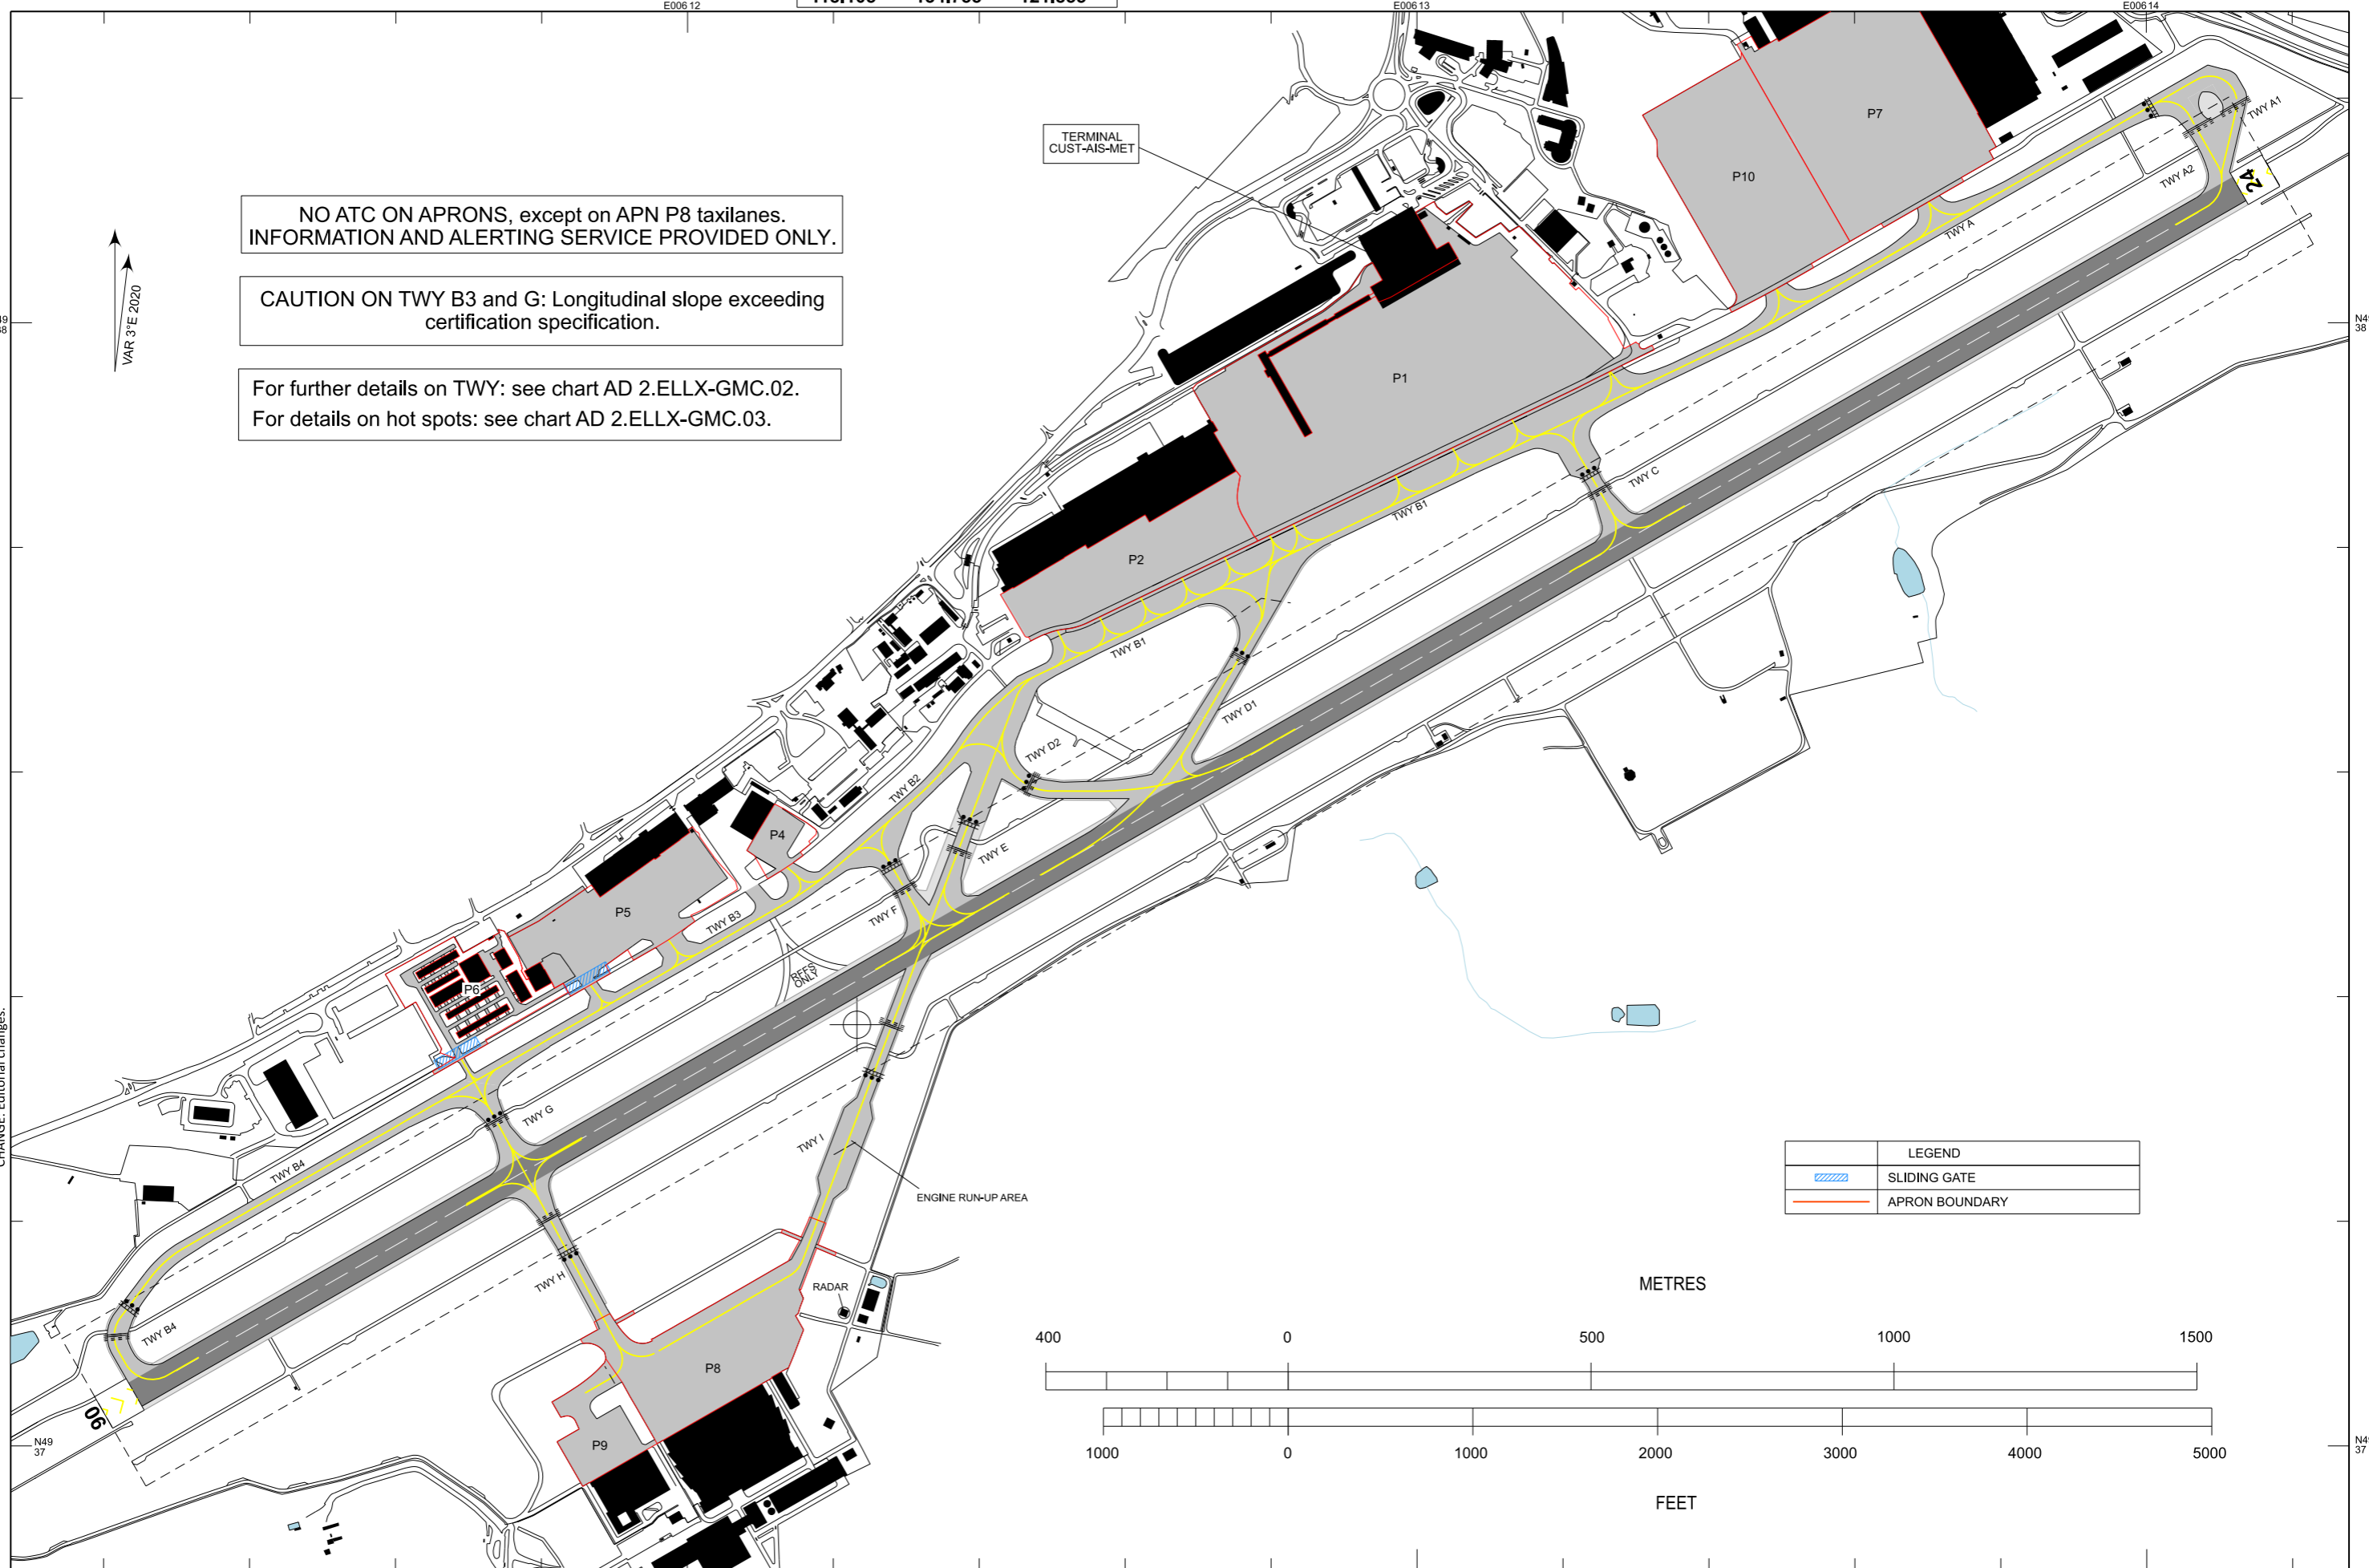 E006 12
E006 13
E006 14
TERMINAL
CUST-AIS-MET
NO ATC ON APRONS, except on APN P8 taxilanes.
INFORMATION AND ALERTING SERVICE PROVIDED ONLY.
CAUTION ON TWY B3 and G: Longitudinal slope exceeding
certification specification.
For further details on TWY: see chart AD 2.ELLX-GMC.02.
For details on hot spots: see chart AD 2.ELLX-GMC.03.
VAR 3°E 2020
P7
P10
TWY A1
TWY A2
24
TWY A
P1
TWY C
TWY B1
P2
TWY B1
TWY D1
TWY D2
TWY B2
P4
TWY E
P5
TWY B3
TWY F
RFFS
ONLY
P6
TWY G
TWY I
TWY B4
ENGINE RUN-UP AREA
TWY H
RADAR
TWY B4
P8
06
P9
N49
37
LEGEND
SLIDING GATE
APRON BOUNDARY
METRES
400 0 500 1000 1500
1000 0 1000 2000 3000 4000 5000
FEET